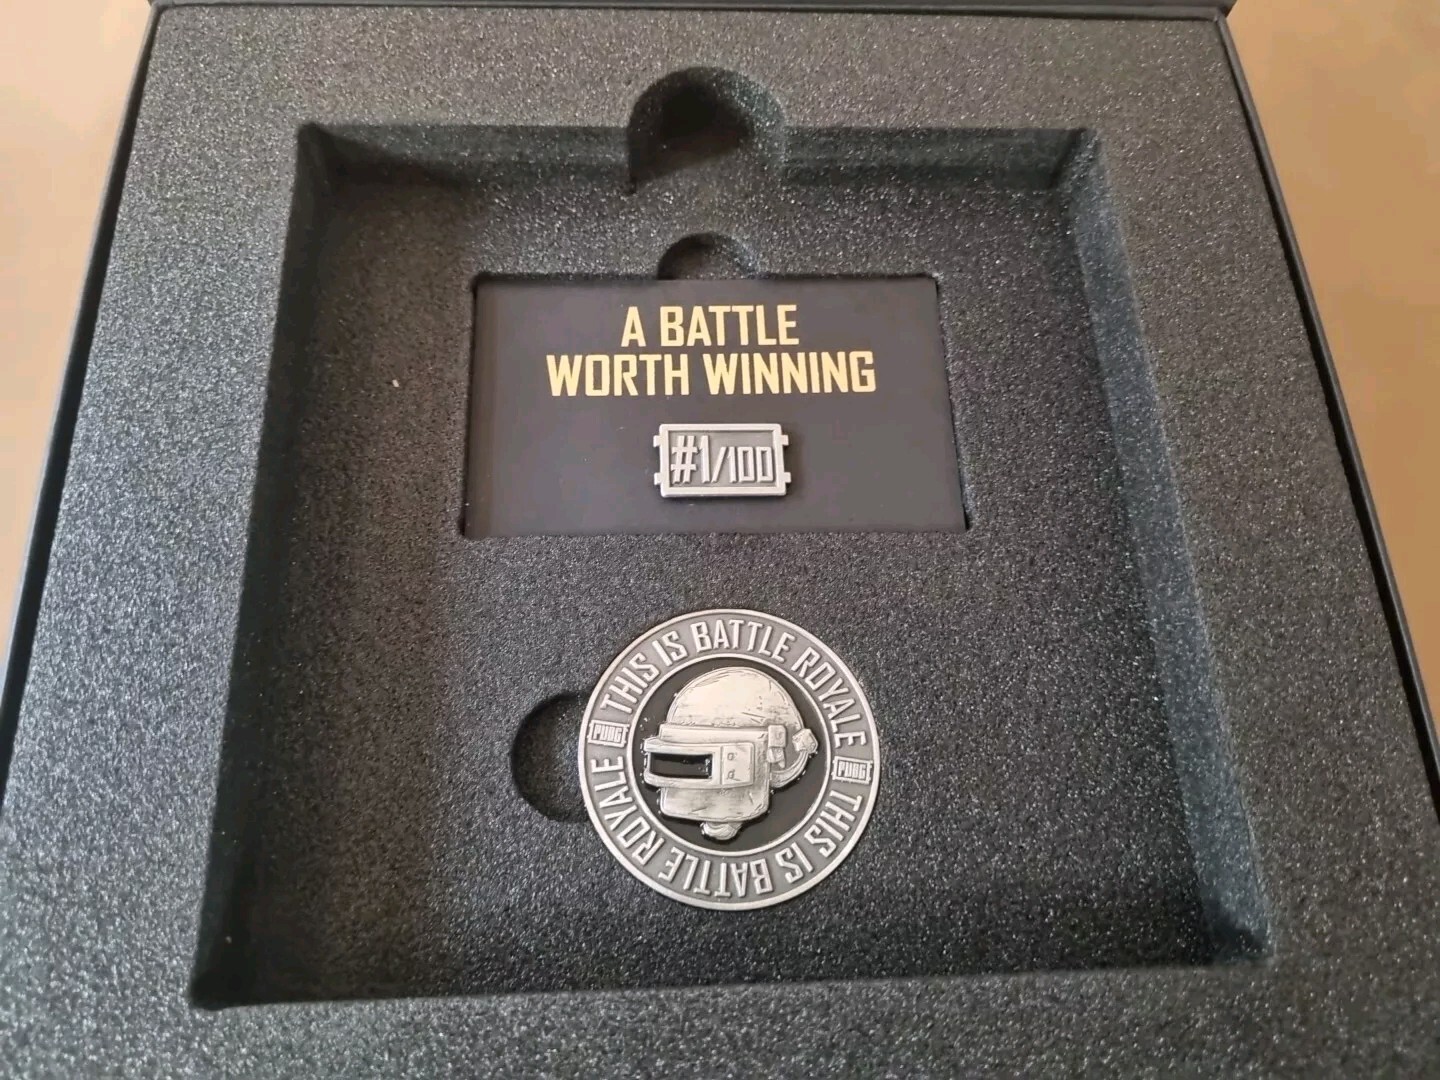 A BATTLE
WORTH WINNING
#1/100
THIS IS BATTLE ROYALE
PUBG
THIS IS BATTLE ROYALE
PUBG